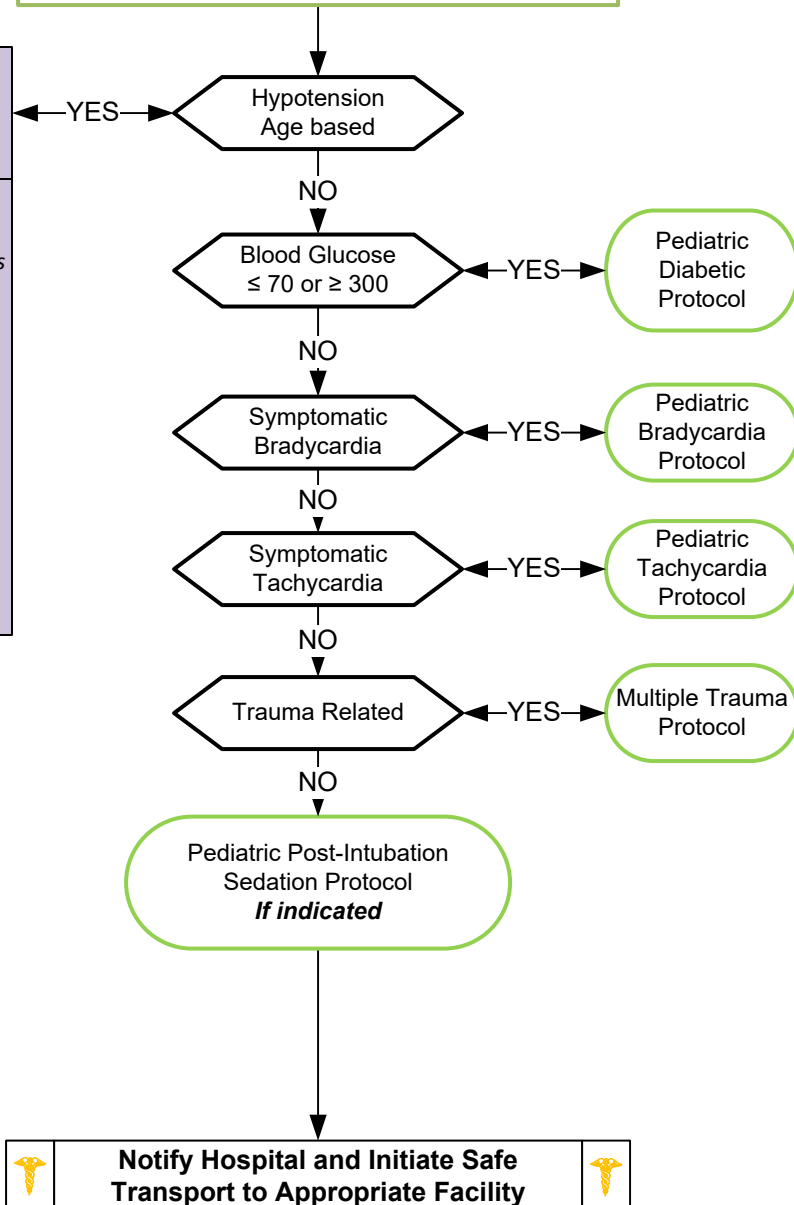 YES
Hypotension
Age based
NO
s
Blood Glucose
≤ 70 or ≥ 300
YES
Pediatric
Diabetic
Protocol
NO
Symptomatic
Bradycardia
YES
Pediatric
Bradycardia
Protocol
NO
Symptomatic
Tachycardia
YES
Pediatric
Tachycardia
Protocol
NO
Trauma Related
YES
Multiple Trauma
Protocol
NO
Pediatric Post-Intubation
Sedation Protocol
If indicated
Notify Hospital and Initiate Safe
Transport to Appropriate Facility